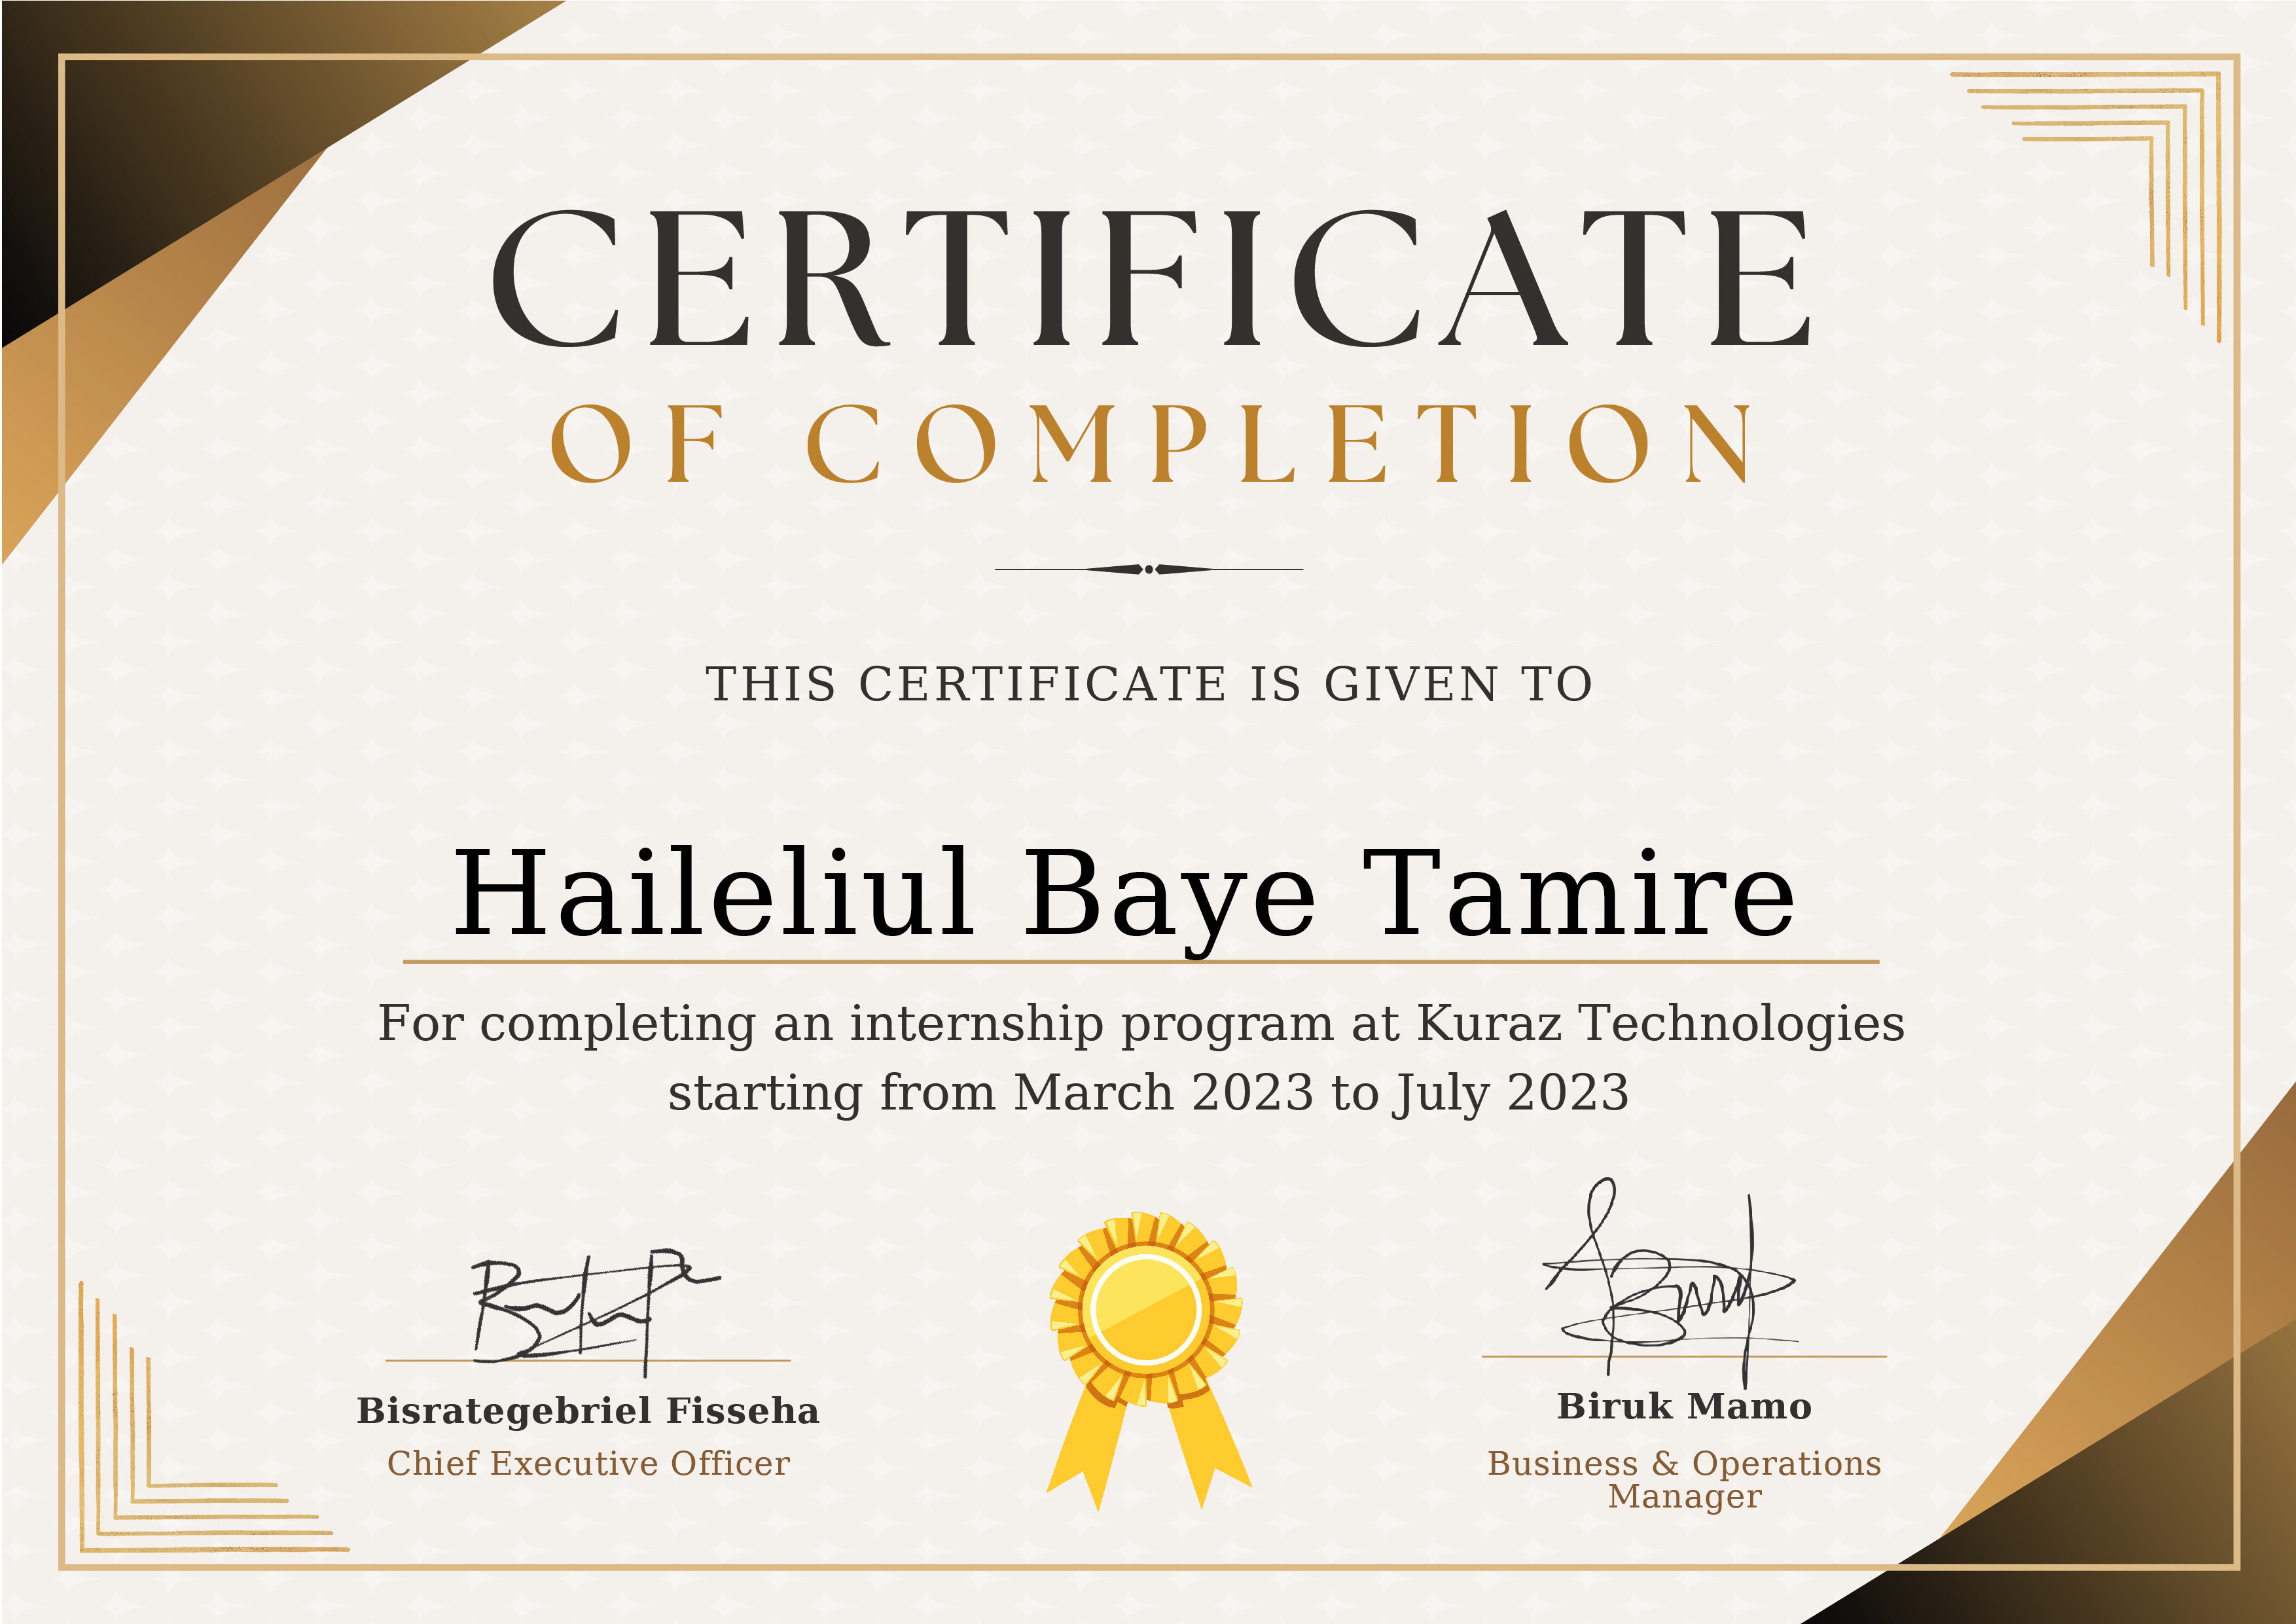 CERTIFICATE
OF COMPLETION
THIS CERTIFICATE IS GIVEN TO
Haileliul Baye Tamire
For completing an internship program at Kuraz Technologies
starting from March 2023 to July 2023
Bisrategebriel Fisseha
Chief Executive Officer
Biruk Mamo
Business & Operations
Manager